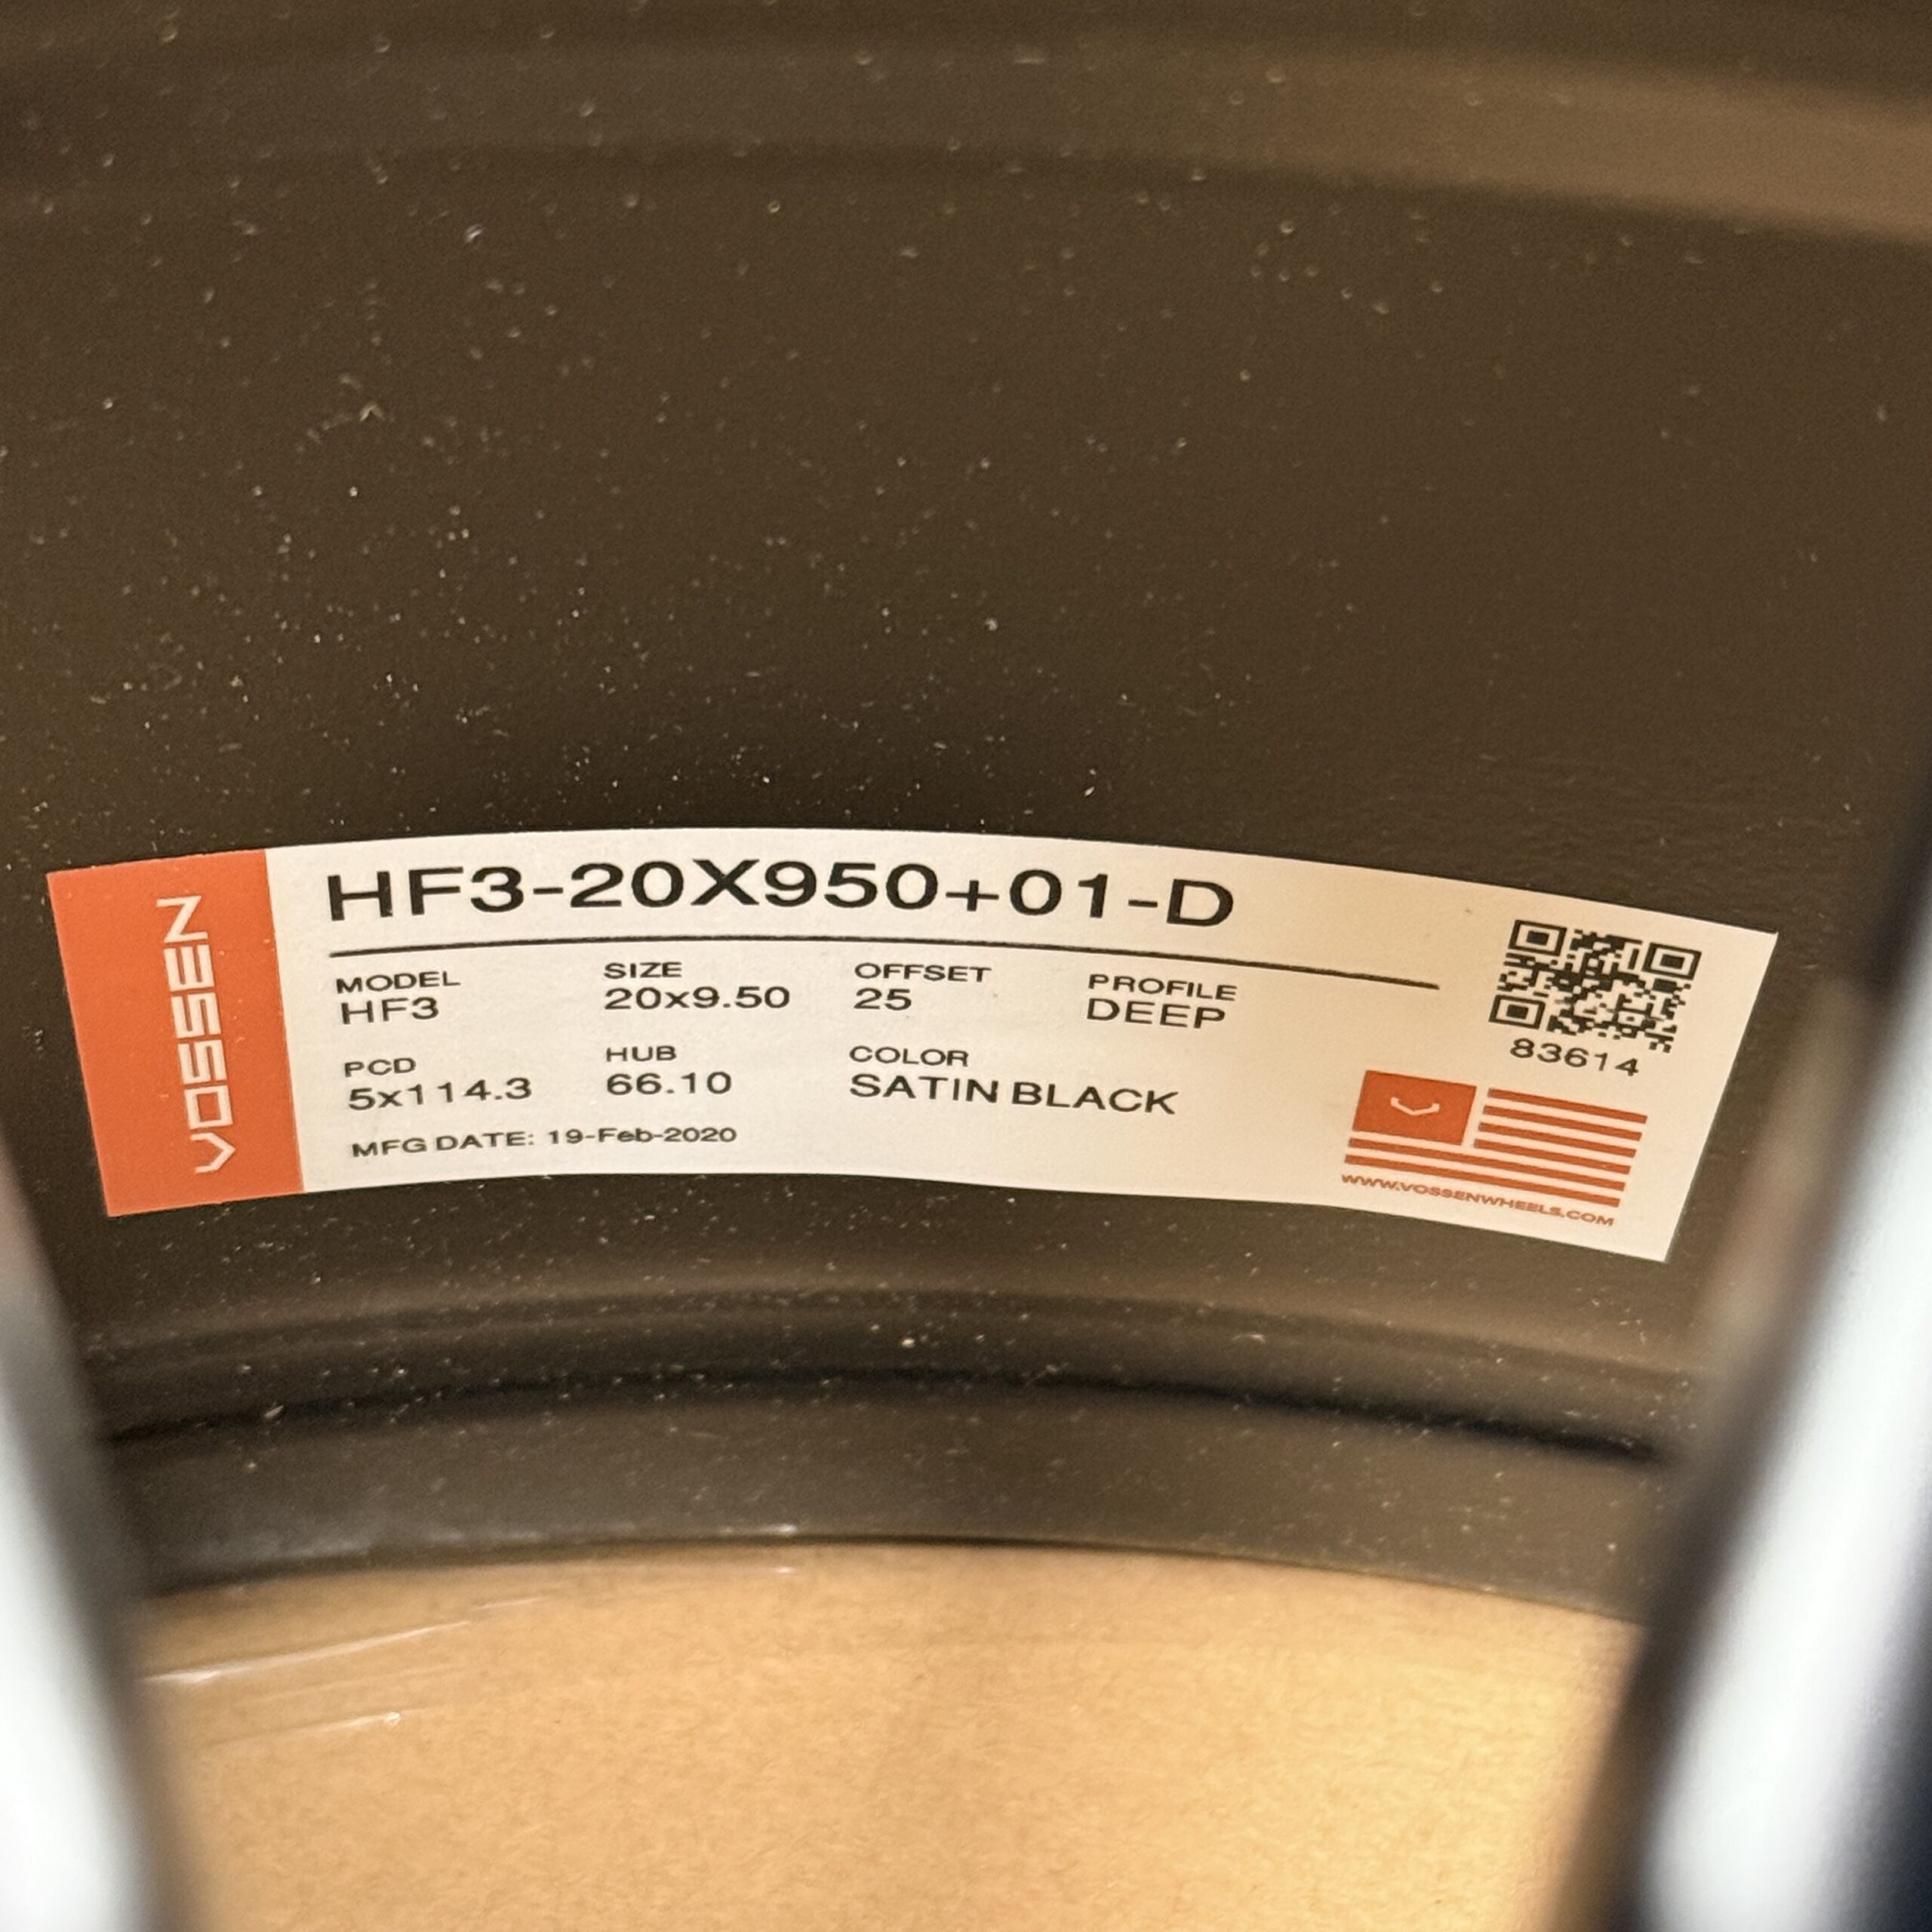 VOSSEN
HF3-20X950+01-D
MODEL SIZE OFFSET PROFILE
HF3 20x9.50 25 DEEP
PCD HUB COLOR
5x114.3 66.10 SATIN BLACK
MFG DATE: 19-Feb-2020
83614
WWW.VOSSENWHEELS.COM